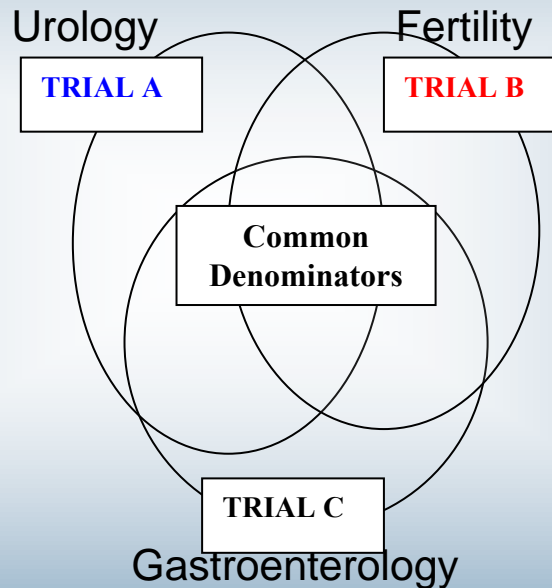 Urology
Fertility
TRIAL A
TRIAL B
Common
Denominators
TRIAL C
Gastroenterology